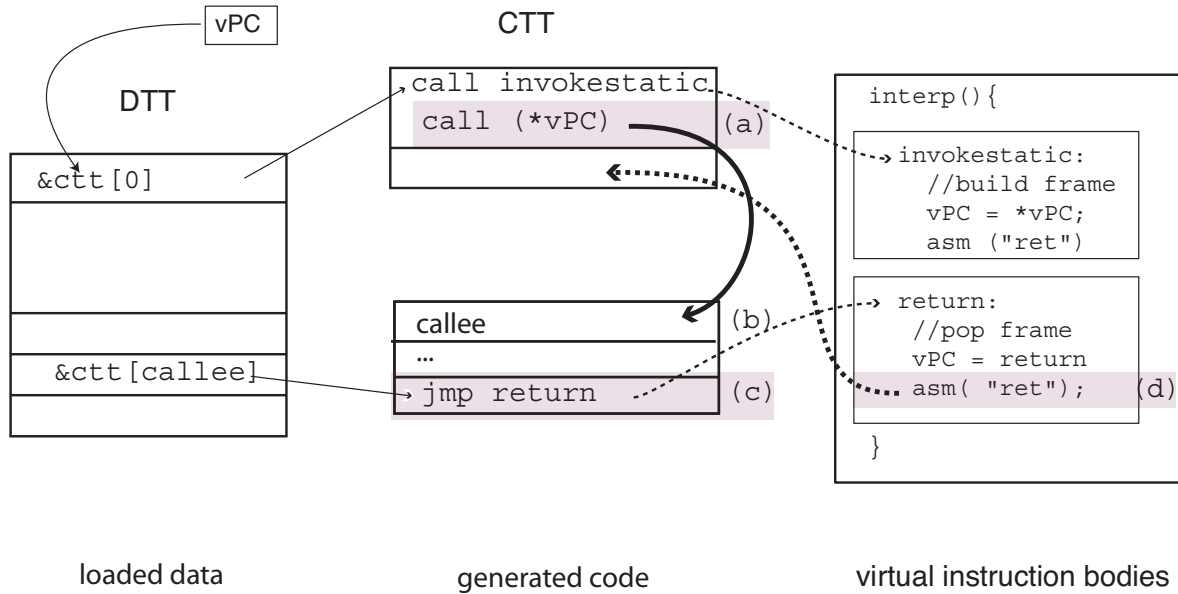 vPC
DTT
&ctt[0]
&ctt[callee]
loaded data
CTT
call invokestatic
call (*vPC)
(a)
callee
(b)
...
jmp return
(c)
generated code
interp(){
invokestatic:
//build frame
vPC = *vPC;
asm ("ret")
return:
//pop frame
vPC = return
asm( "ret");
(d)
}
virtual instruction bodies